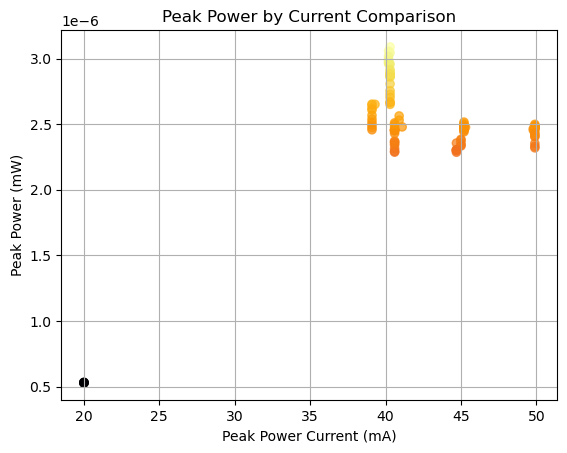 Peak Power by Current Comparison
1e−6
3.0
2.5
2.0
1.5
1.0
0.5
20 25 30 35 40 45 50
Peak Power (mW)
Peak Power Current (mA)